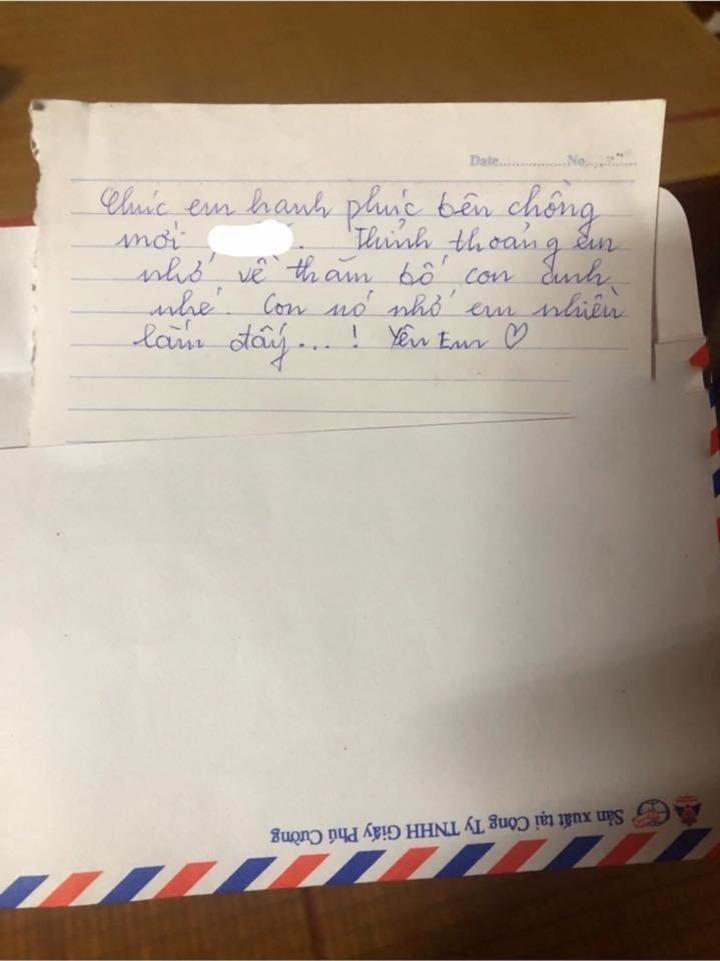 Date................No.........
Chúc em hanh phúc bên chồng
mới . Thỉnh thoảng em
nhớ về thăm bố con anh
nhé. Con nó nhớ em nhiều
lắm đấy...! Yêu Em ♡
Sản xuất tại Công Ty TNHH Giấy Phú Cường